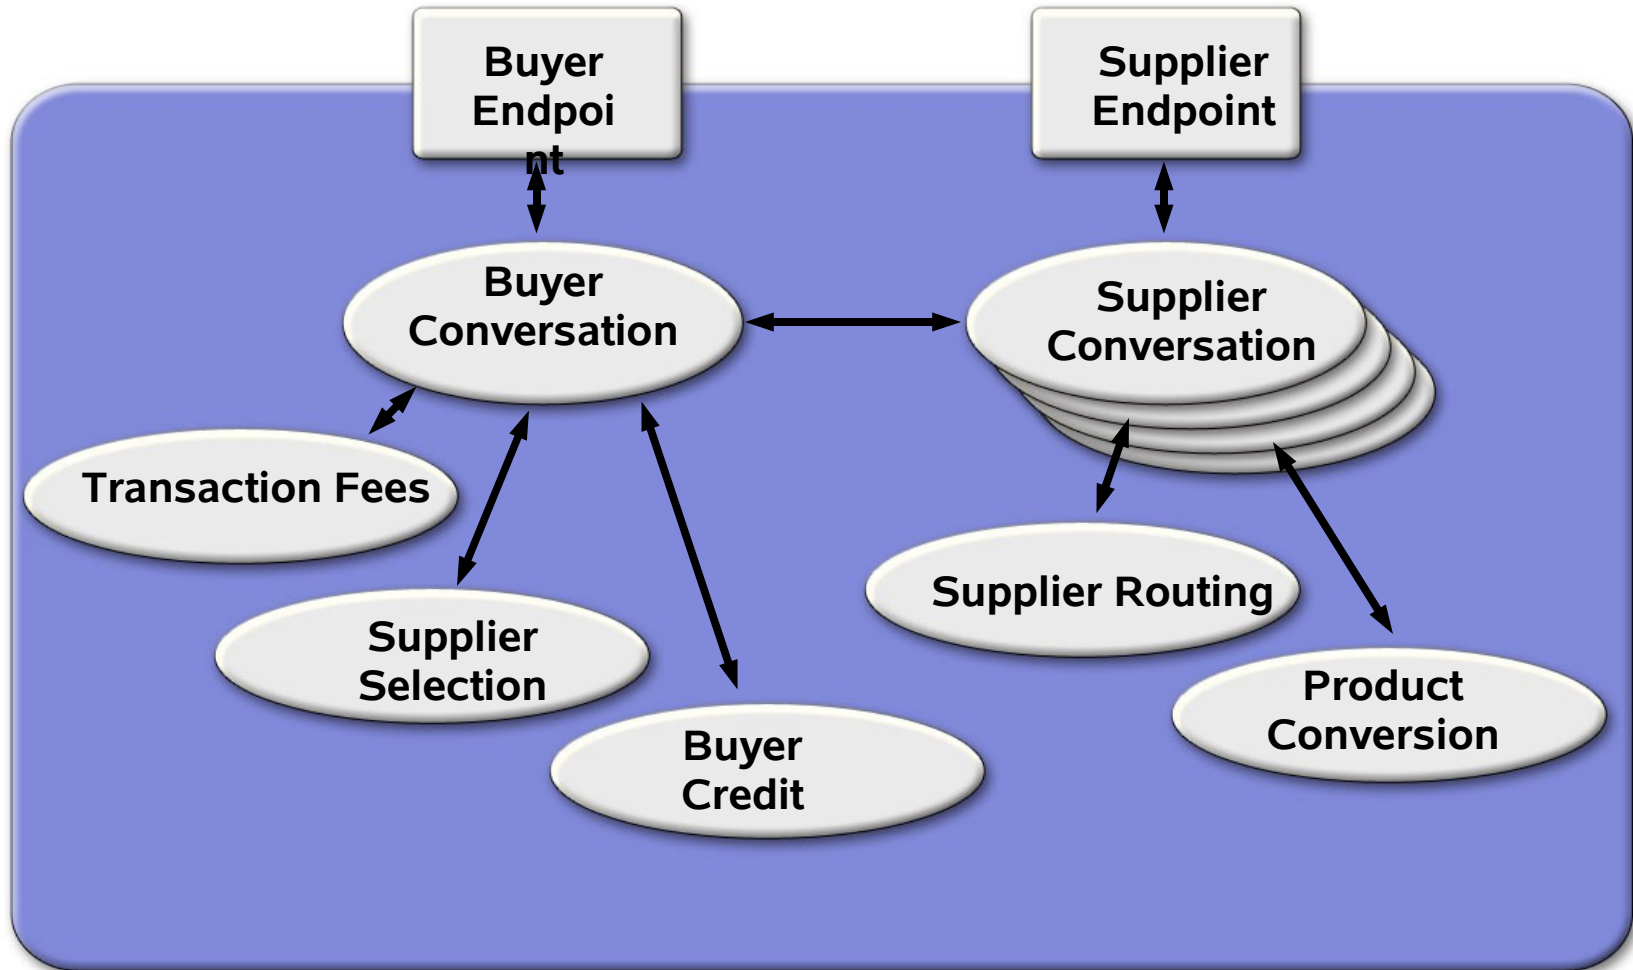 Buyer
Endpoi
nt
Supplier
Endpoint
Buyer
Conversation
Supplier
Conversation
Transaction Fees
Supplier
Selection
Buyer
Credit
Supplier Routing
Product
Conversion